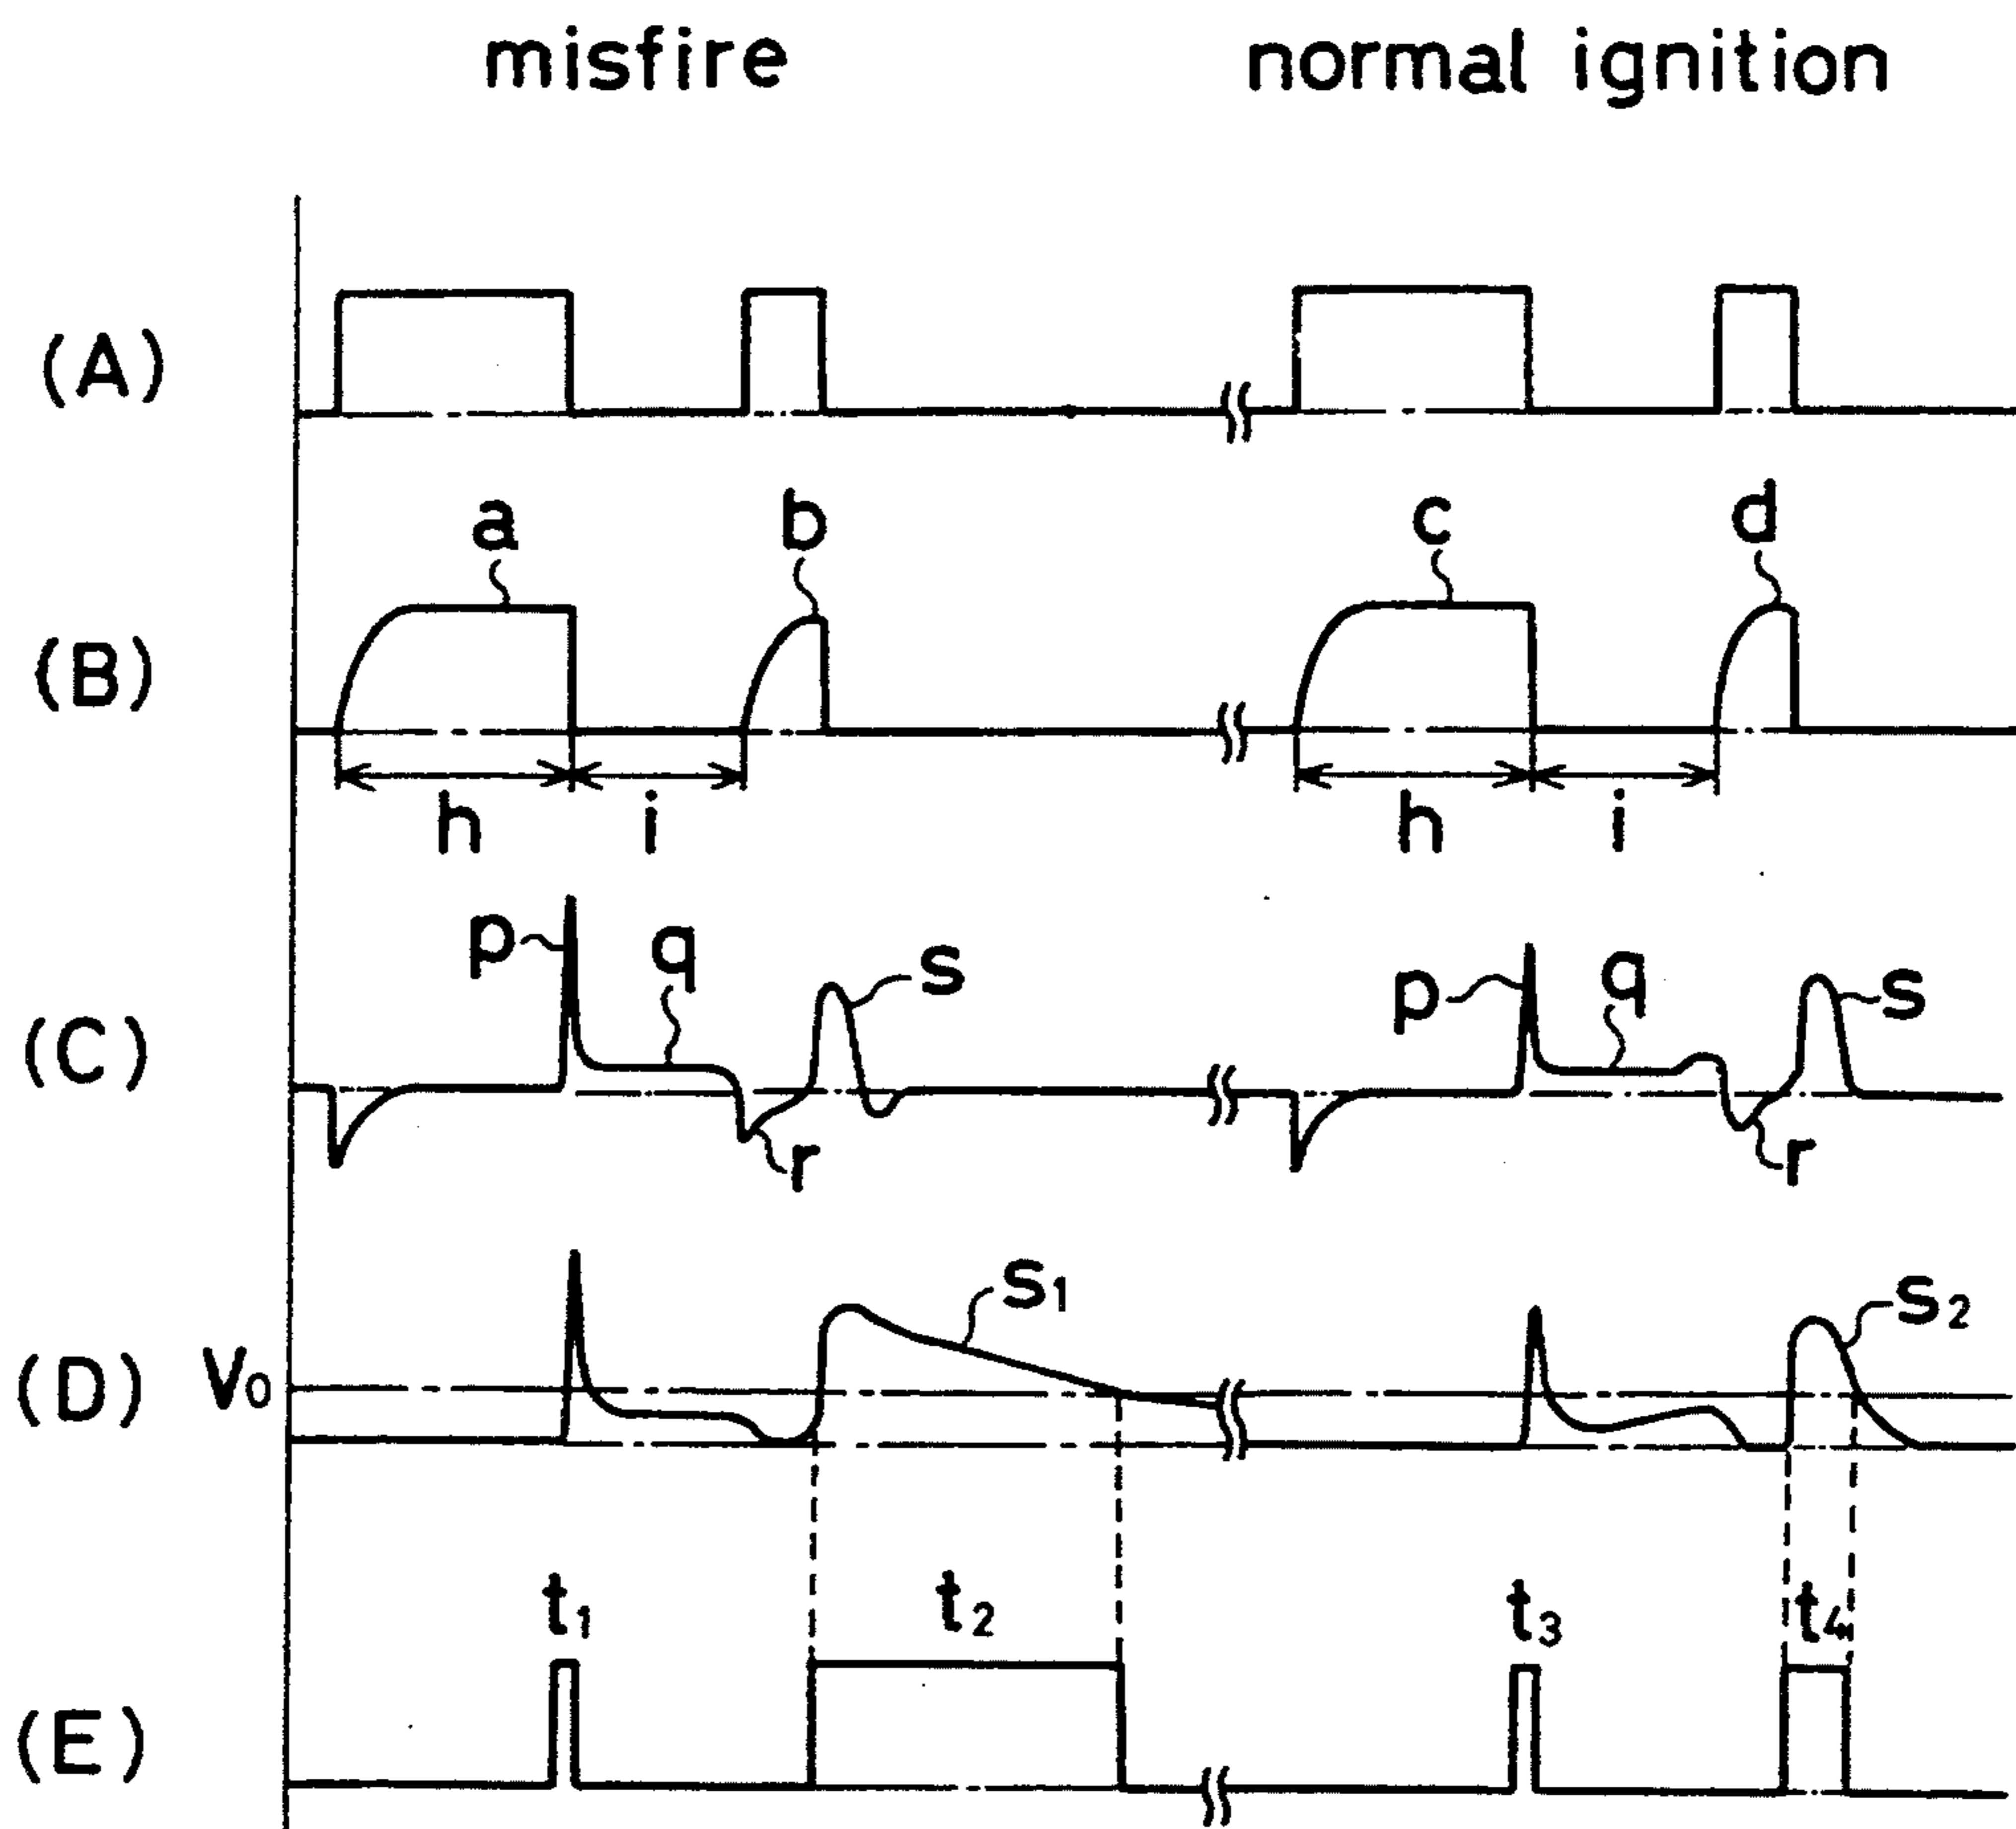 misfire normal ignition
(A)
a b c d
(B)
h i h i
p q s p q s
(C)
r r
S1 S2
(D) V0
t1 t2 t3 t4
(E)